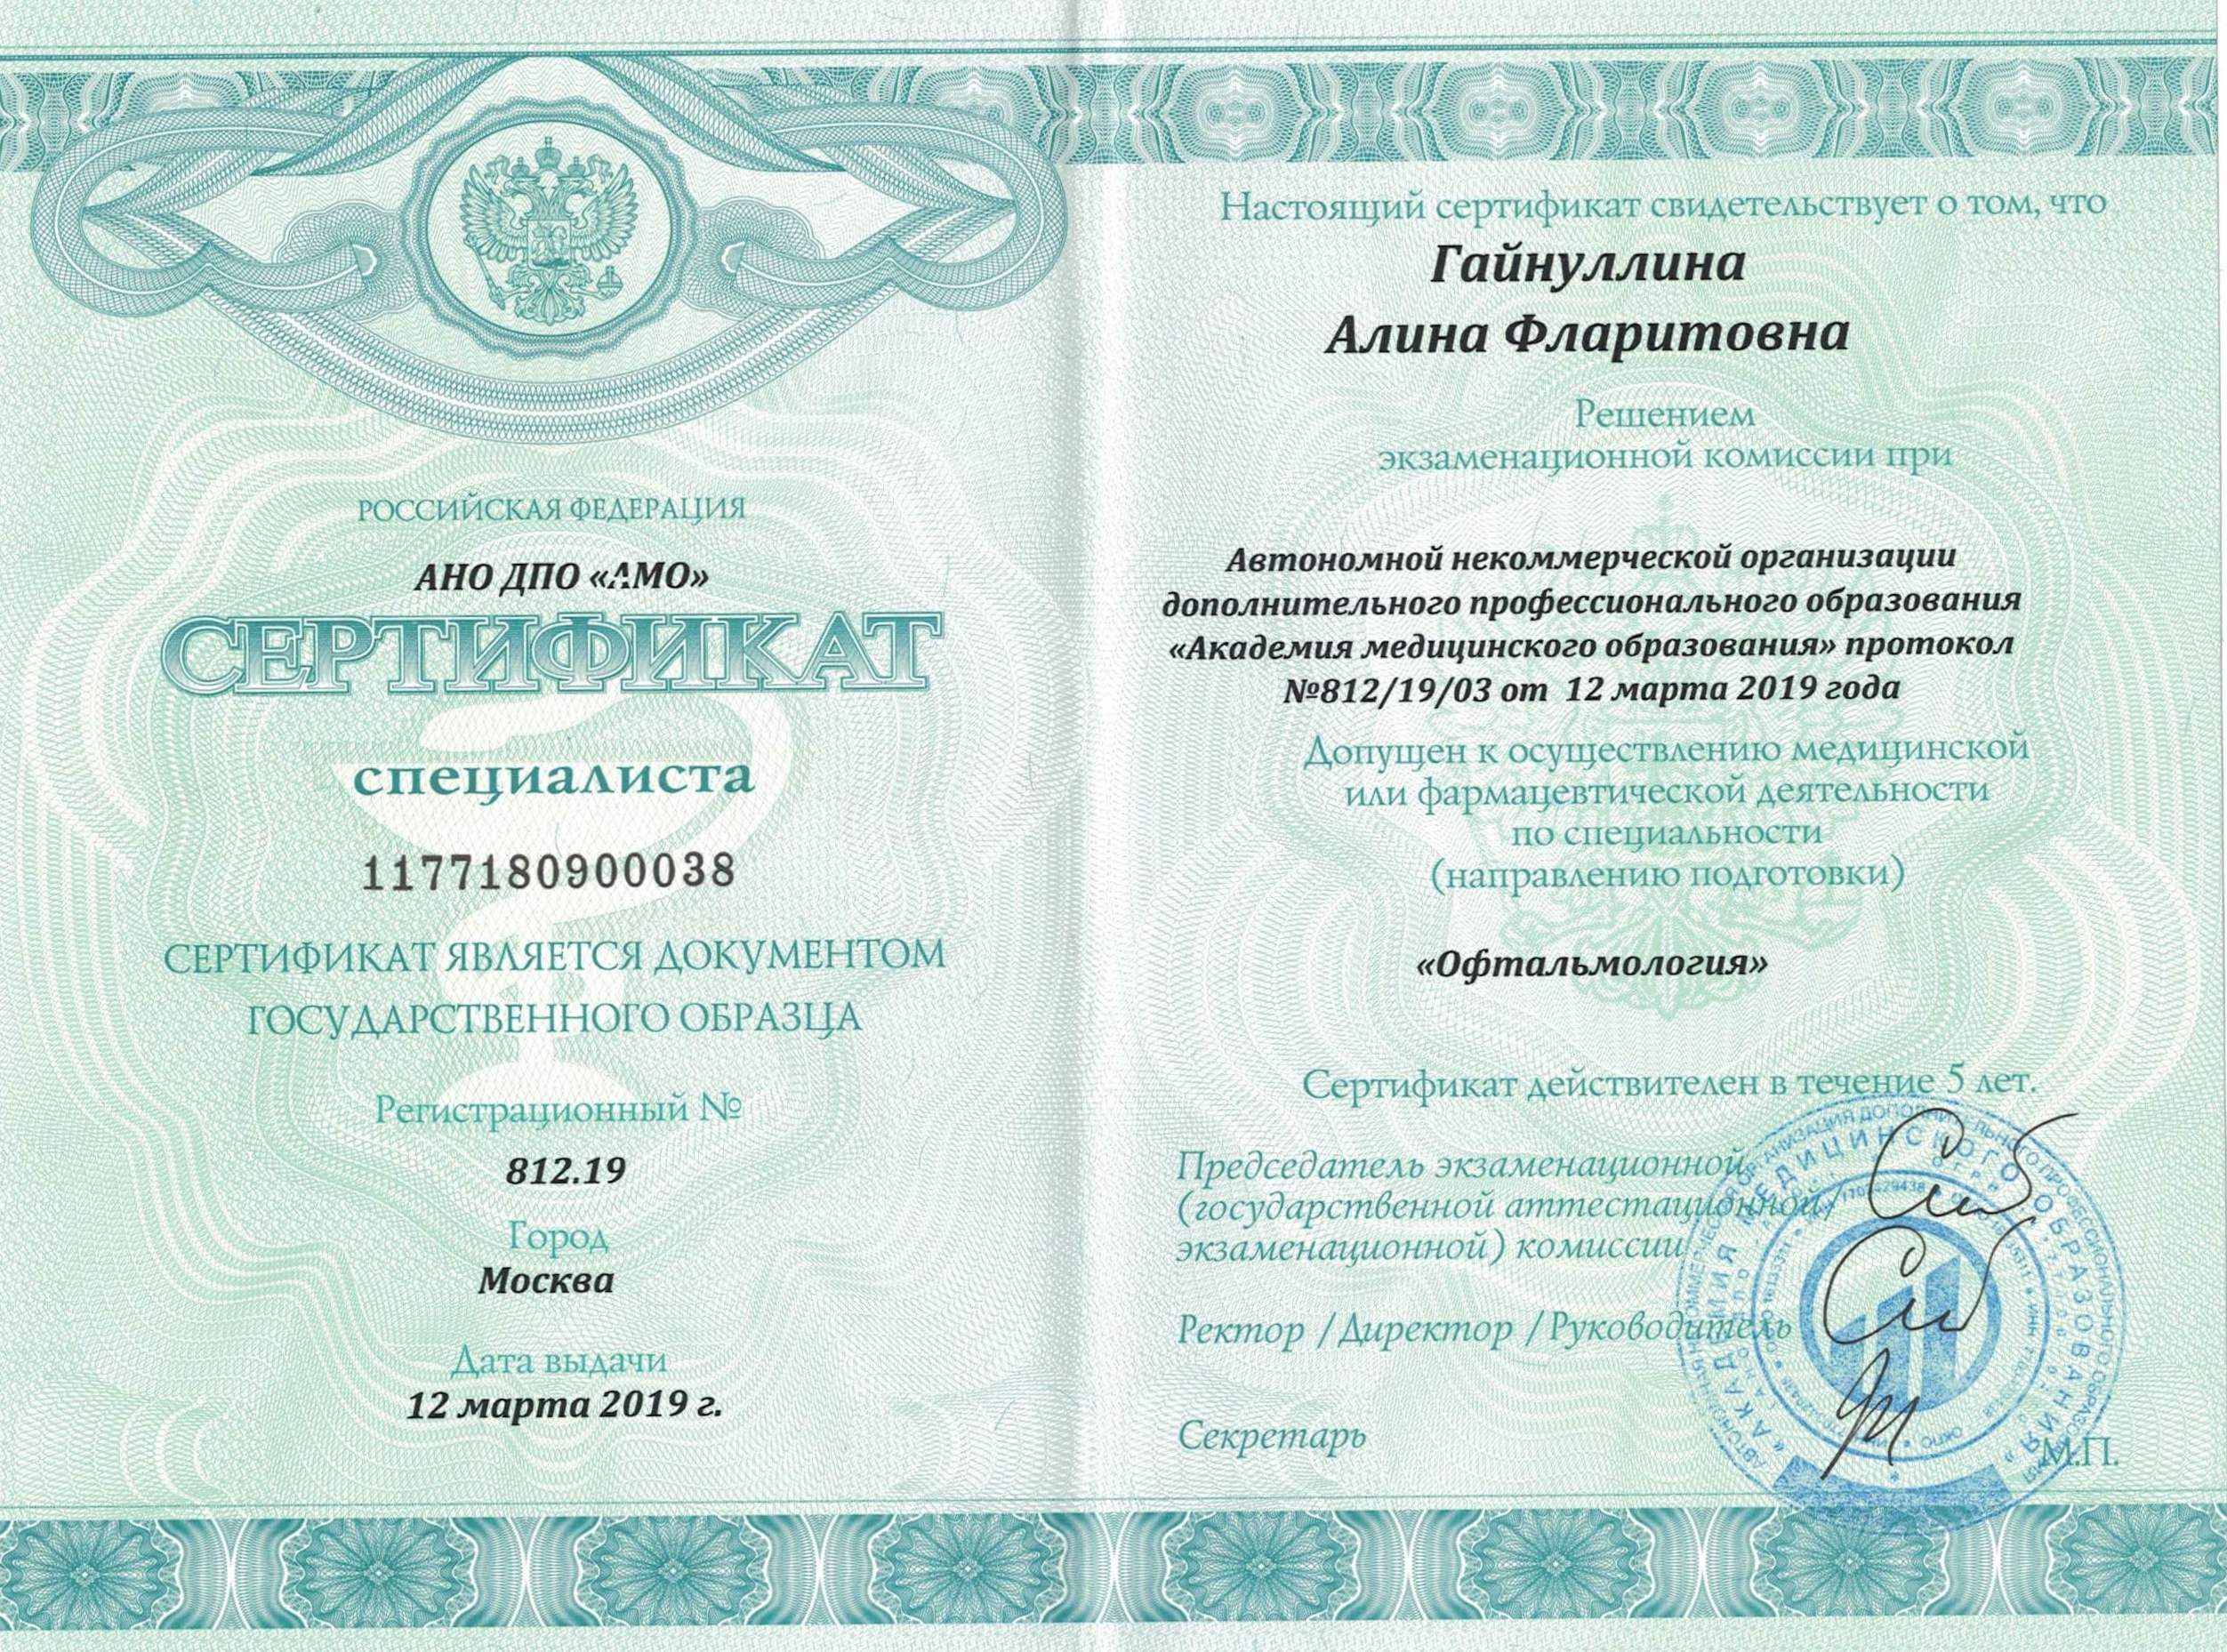 РОССИЙСКАЯ ФЕДЕРАЦИЯ
АНО ДПО «АМО»
СЕРТИФИКАТ
специалиста
1177180900038
СЕРТИФИКАТ ЯВЛЯЕТСЯ ДОКУМЕНТОМ
ГОСУДАРСТВЕННОГО ОБРАЗЦА
Регистрационный №
812.19
Город
Москва
Дата выдачи
12 марта 2019 г.
Настоящий сертификат свидетельствует о том, что
Гайнуллина
Алина Фларитовна
Решением
экзаменационной комиссии при
Автономной некоммерческой организации
дополнительного профессионального образования
«Академия медицинского образования» протокол
№812/19/03 от 12 марта 2019 года
Допущен к осуществлению медицинской
или фармацевтической деятельности
по специальности
(направлению подготовки)
«Офтальмология»
Сертификат действителен в течение 5 лет.
Председатель экзаменационной
(государственной аттестационной/
экзаменационной) комиссии
Ректор /Директор /Руководитель
Секретарь
М.П.
«АКАДЕМИЯ МЕДИЦИНСКОГО ОБРАЗОВАНИЯ»